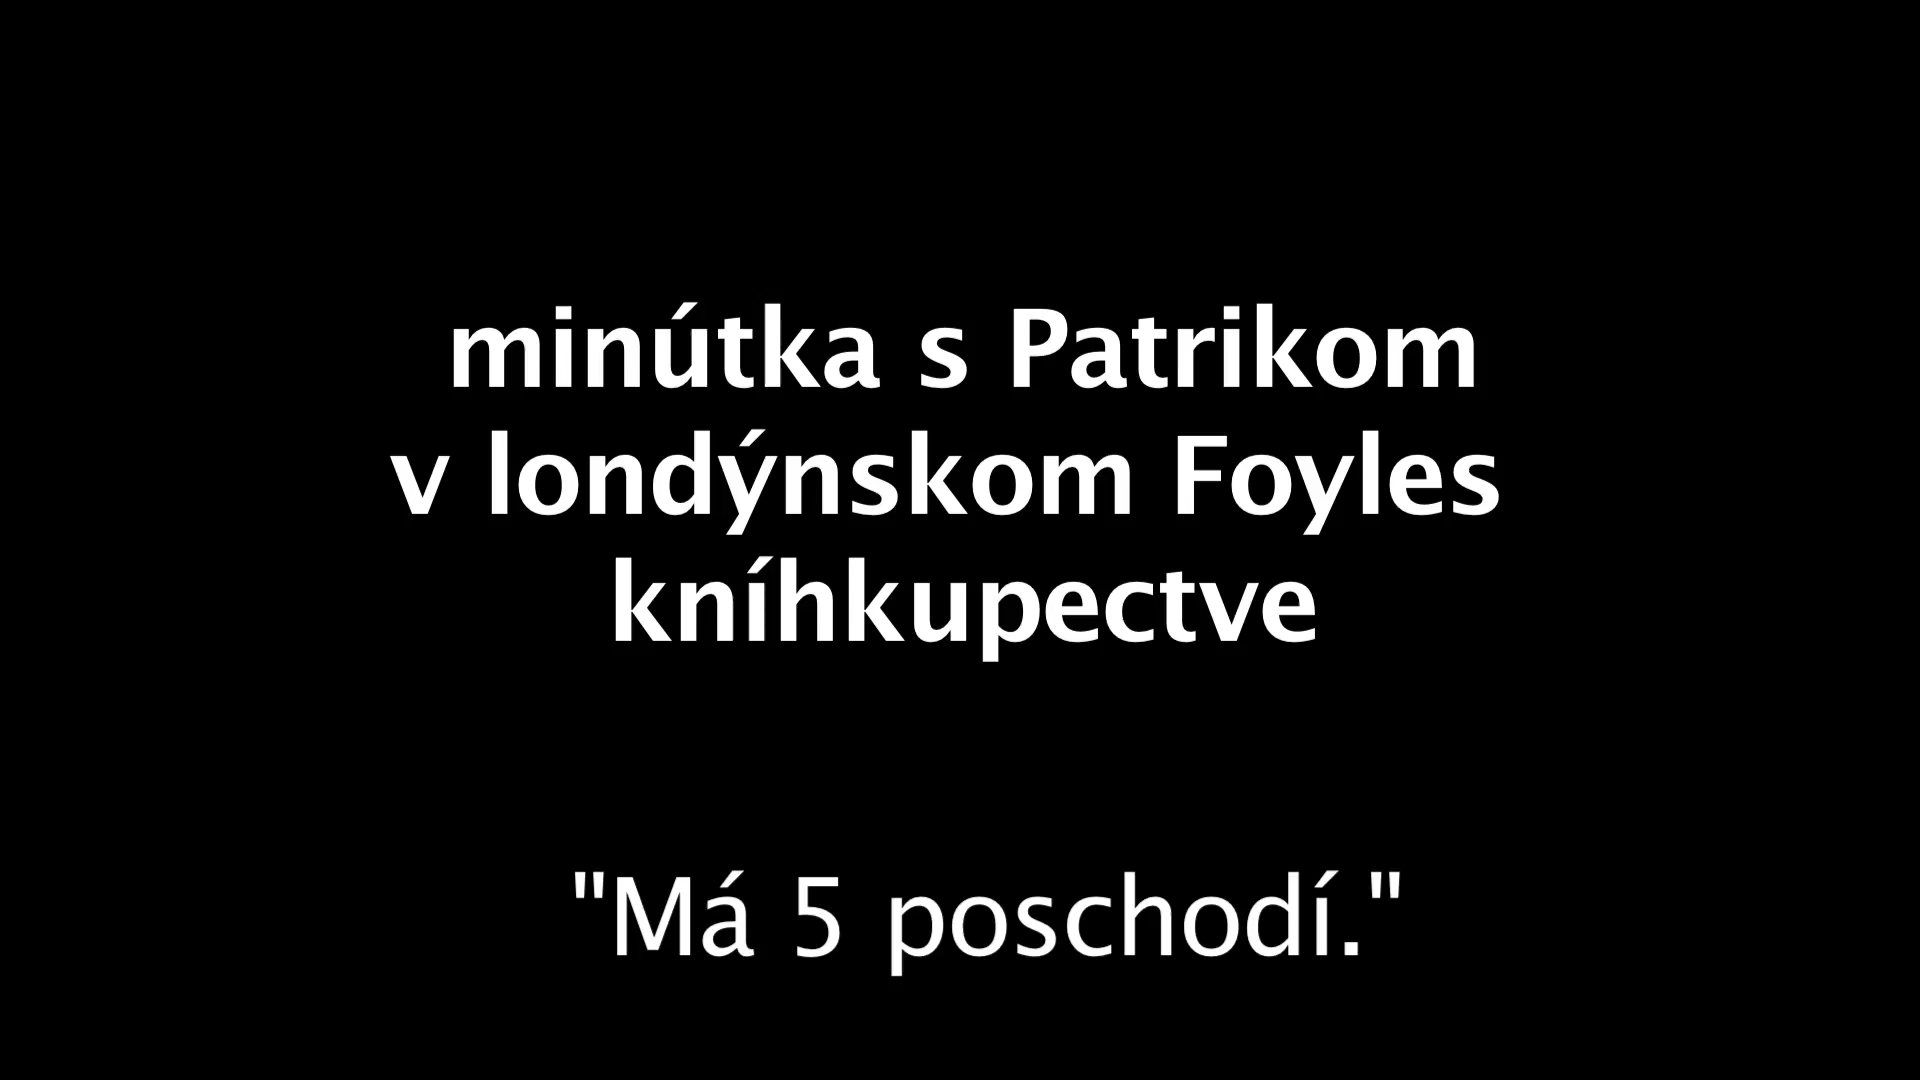 minútka s Patrikom
v londýnskom Foyles
kníhkupectve
"Má 5 poschodí."